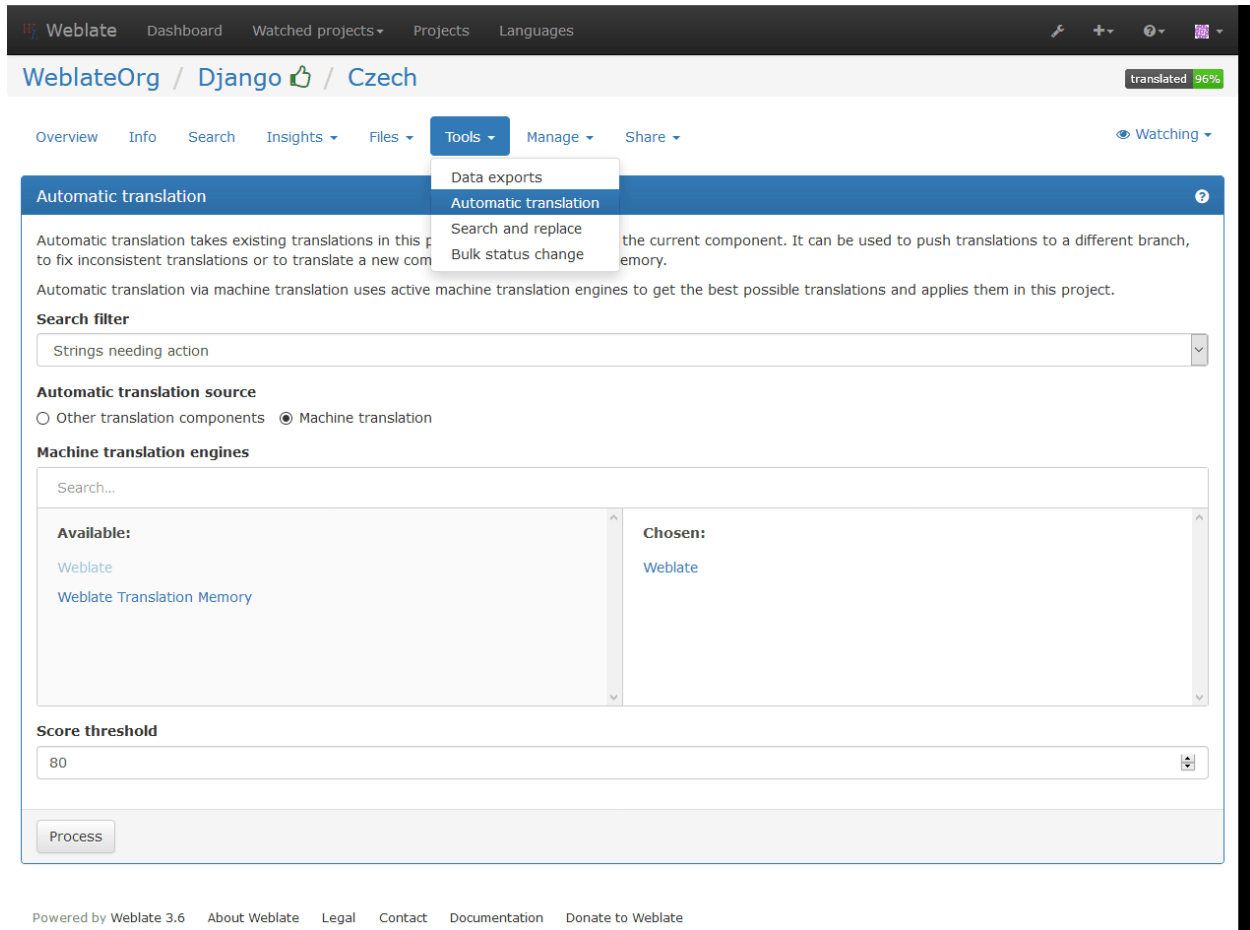 Weblate Dashboard Watched projects Projects Languages
WeblateOrg / Django / Czech
translated 96%
Overview Info Search Insights Files Tools Manage Share Watching
Data exports
Automatic translation
Search and replace
Bulk status change
Automatic translation
Automatic translation takes existing translations in this p the current component. It can be used to push translations to a different branch,
to fix inconsistent translations or to translate a new com emory.
Automatic translation via machine translation uses active machine translation engines to get the best possible translations and applies them in this project.
Search filter
Strings needing action
Automatic translation source
Other translation components Machine translation
Machine translation engines
Search...
Available:
Weblate
Weblate Translation Memory
Chosen:
Weblate
Score threshold
80
Process
Powered by Weblate 3.6 About Weblate Legal Contact Documentation Donate to Weblate